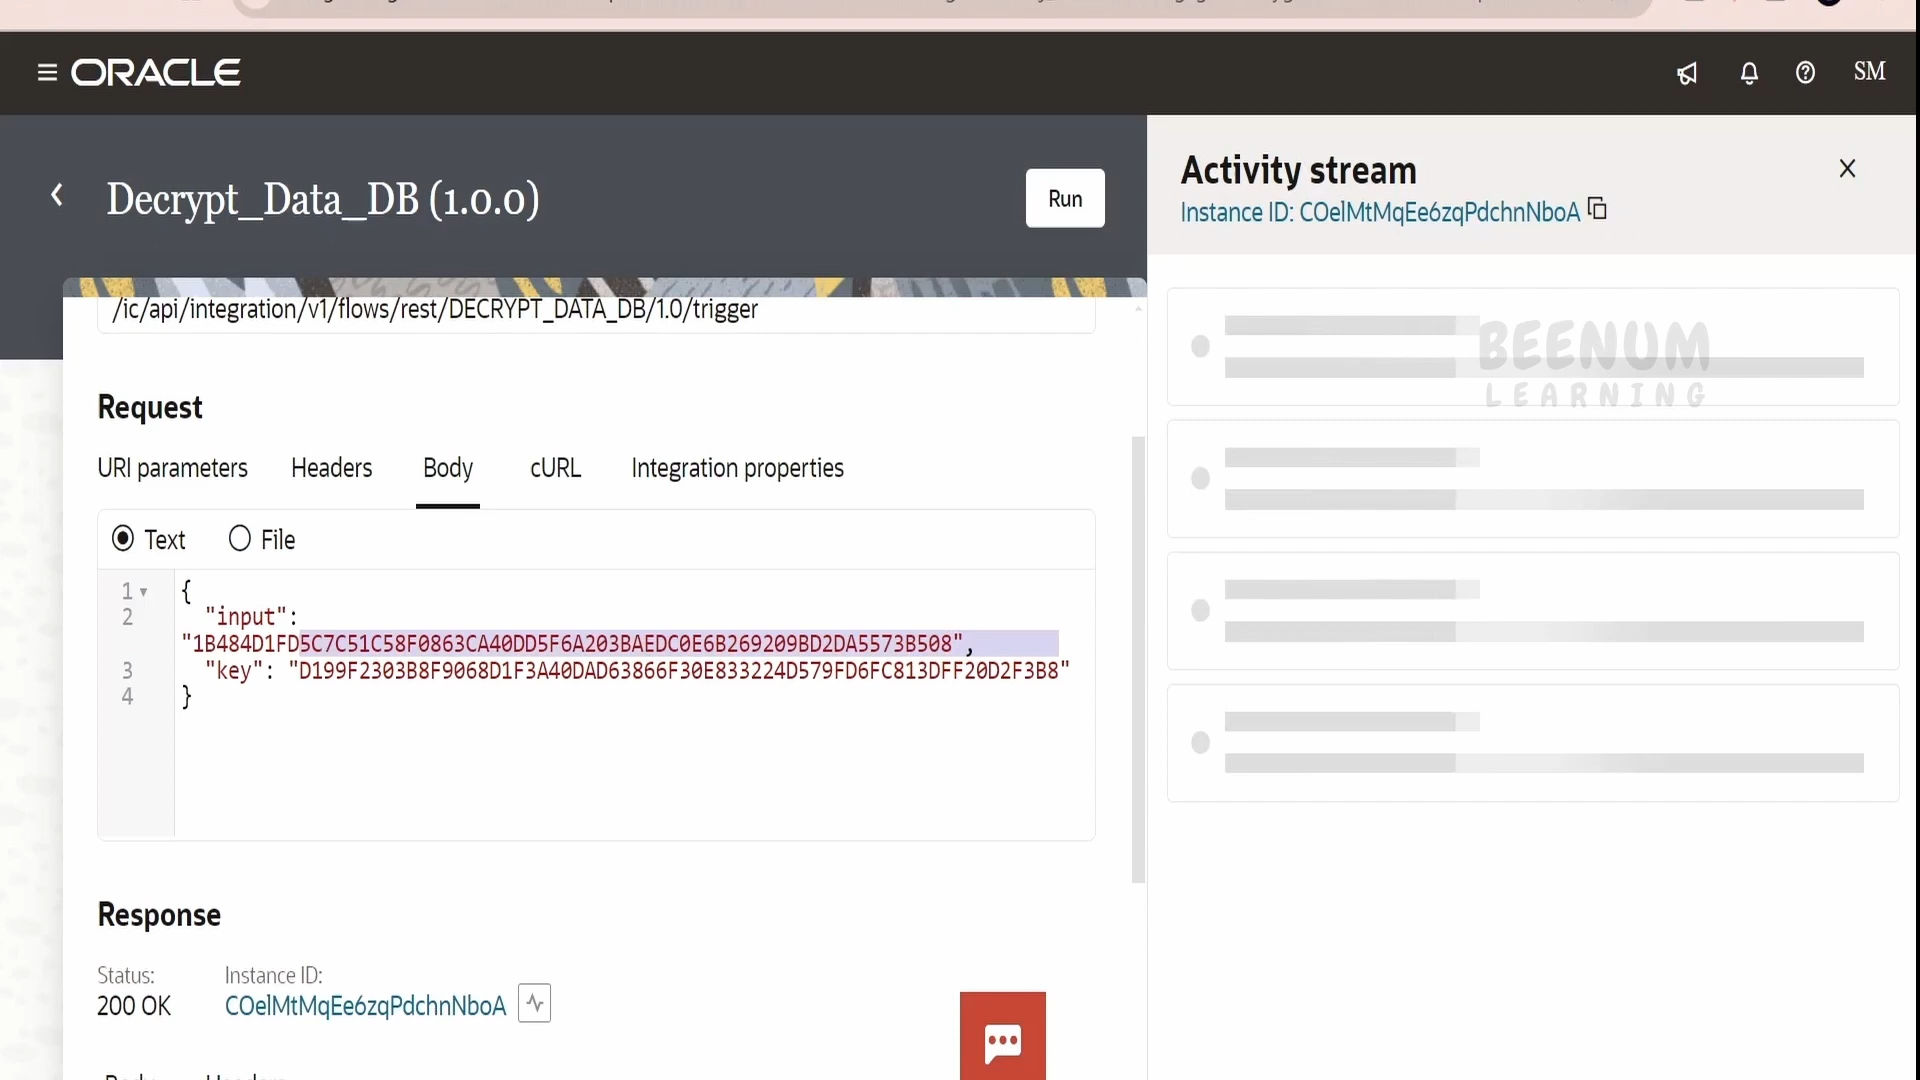 ORACLE
SM
Decrypt_Data_DB (1.0.0)
Run
Activity stream
Instance ID: COelMtMqEe6zqPdchnNboA
/ic/api/integration/v1/flows/rest/DECRYPT_DATA_DB/1.0/trigger
BEENUM
LEARNING
Request
URI parameters Headers Body cURL Integration properties
Text File
1 {
2 "input":
"1B484D1FD5C7C51C58F0863CA40DD5F6A203BAEDC0E6B269209BD2DA5573B508",
3 "key": "D199F2303B8F9068D1F3A40DAD63866F30E833224D579FD6FC813DFF20D2F3B8"
4 }
Response
Status: Instance ID:
200 OK COelMtMqEe6zqPdchnNboA